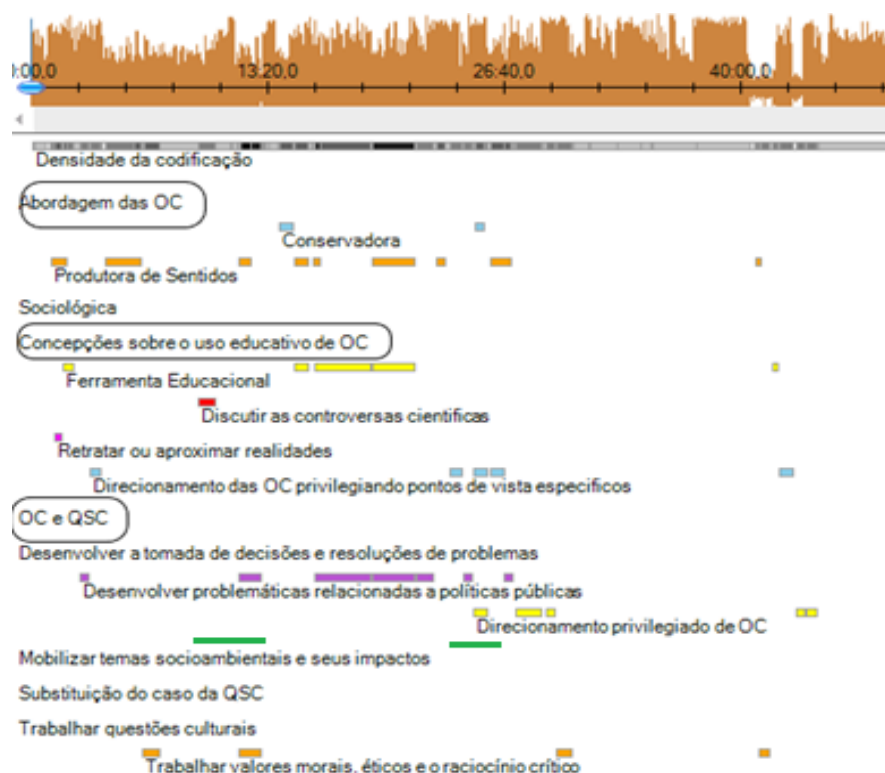 0:00,0 13:20,0 26:40,0 40:00,0
Densidade da codificação
Abordagem das OC
Conservadora
Produtora de Sentidos
Sociológica
Concepções sobre o uso educativo de OC
Ferramenta Educacional
Discutir as controversas cientificas
Retratar ou aproximar realidades
Direcionamento das OC privilegiando pontos de vista especificos
OC e QSC
Desenvolver a tomada de decisões e resoluções de problemas
Desenvolver problemáticas relacionadas a políticas públicas
Direcionamento privilegiado de OC
Mobilizar temas socioambientais e seus impactos
Substituição do caso da QSC
Trabalhar questões culturais
Trabalhar valores morais, éticos e o raciocínio crítico